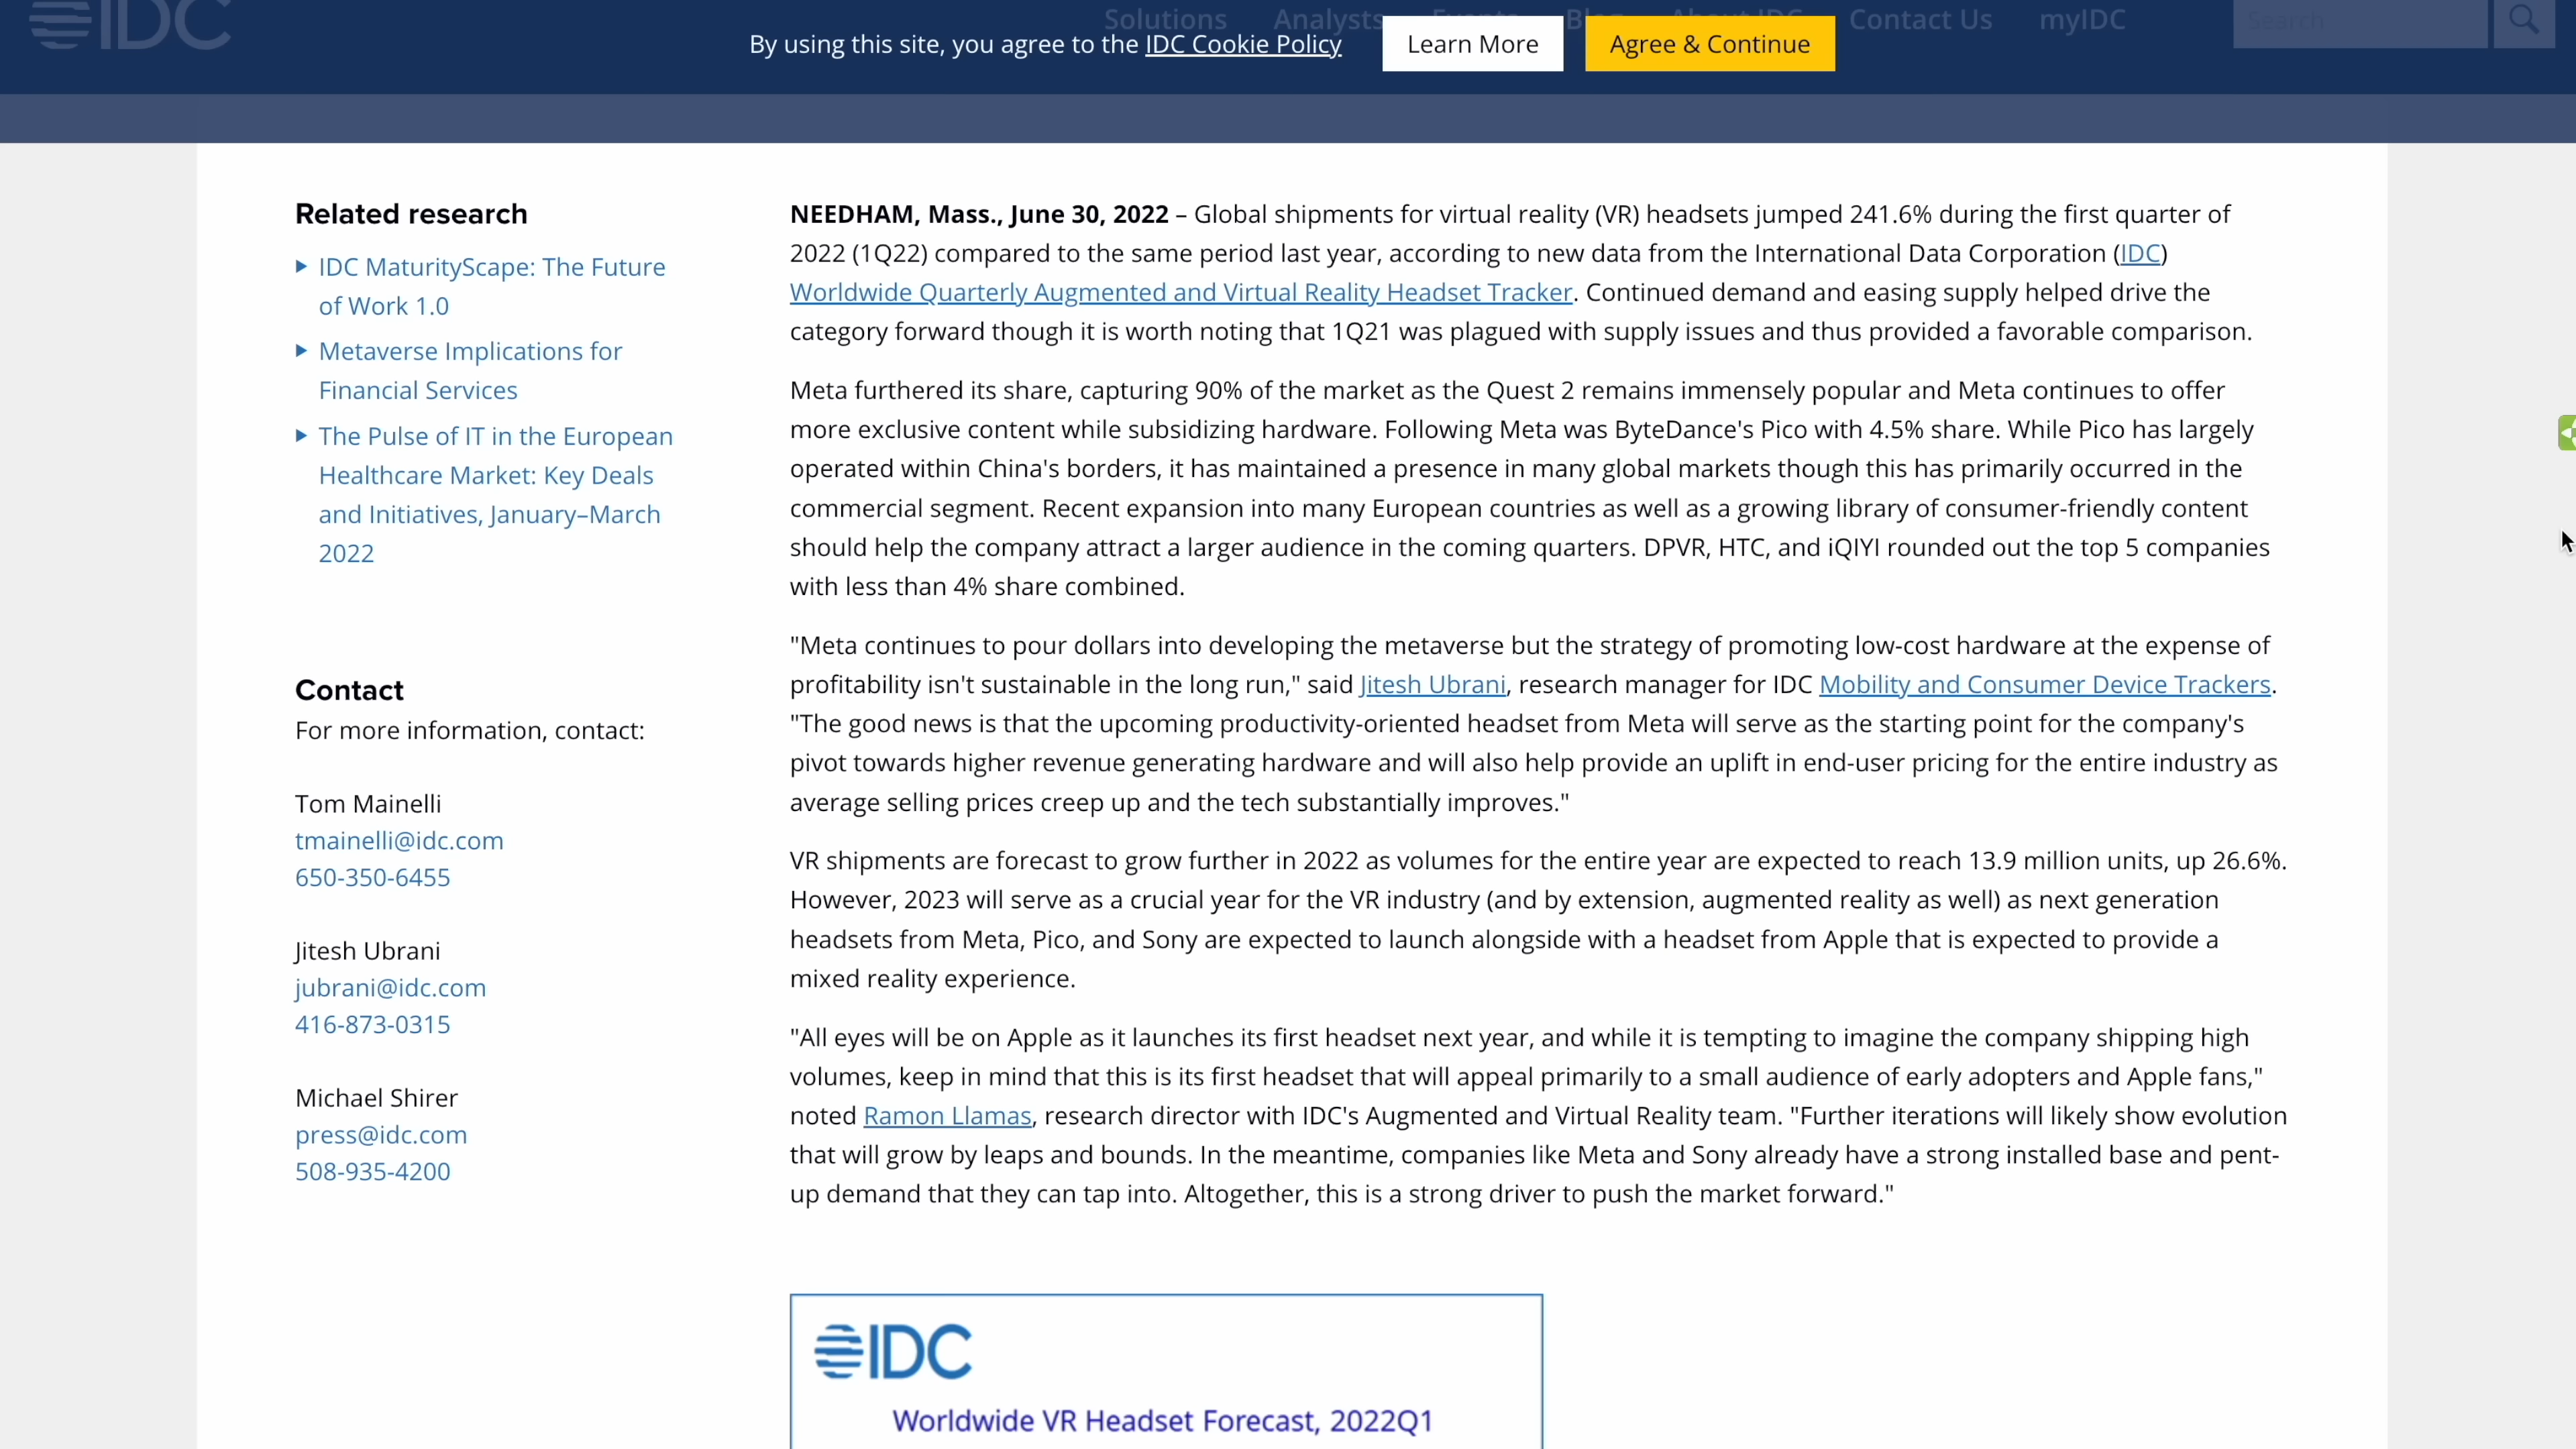 IDC
Solutions Analysts Events Blog About IDC Contact Us myIDC
Search
By using this site, you agree to the IDC Cookie Policy
Learn More
Agree & Continue
Related research
IDC MaturityScape: The Future
of Work 1.0
Metaverse Implications for
Financial Services
The Pulse of IT in the European
Healthcare Market: Key Deals
and Initiatives, January–March
2022
Contact
For more information, contact:
Tom Mainelli
tmainelli@idc.com
650-350-6455
Jitesh Ubrani
jubrani@idc.com
416-873-0315
Michael Shirer
press@idc.com
508-935-4200
NEEDHAM, Mass., June 30, 2022 – Global shipments for virtual reality (VR) headsets jumped 241.6% during the first quarter of
2022 (1Q22) compared to the same period last year, according to new data from the International Data Corporation (IDC)
Worldwide Quarterly Augmented and Virtual Reality Headset Tracker. Continued demand and easing supply helped drive the
category forward though it is worth noting that 1Q21 was plagued with supply issues and thus provided a favorable comparison.
Meta furthered its share, capturing 90% of the market as the Quest 2 remains immensely popular and Meta continues to offer
more exclusive content while subsidizing hardware. Following Meta was ByteDance's Pico with 4.5% share. While Pico has largely
operated within China's borders, it has maintained a presence in many global markets though this has primarily occurred in the
commercial segment. Recent expansion into many European countries as well as a growing library of consumer-friendly content
should help the company attract a larger audience in the coming quarters. DPVR, HTC, and iQIYI rounded out the top 5 companies
with less than 4% share combined.
"Meta continues to pour dollars into developing the metaverse but the strategy of promoting low-cost hardware at the expense of
profitability isn't sustainable in the long run," said Jitesh Ubrani, research manager for IDC Mobility and Consumer Device Trackers.
"The good news is that the upcoming productivity-oriented headset from Meta will serve as the starting point for the company's
pivot towards higher revenue generating hardware and will also help provide an uplift in end-user pricing for the entire industry as
average selling prices creep up and the tech substantially improves."
VR shipments are forecast to grow further in 2022 as volumes for the entire year are expected to reach 13.9 million units, up 26.6%.
However, 2023 will serve as a crucial year for the VR industry (and by extension, augmented reality as well) as next generation
headsets from Meta, Pico, and Sony are expected to launch alongside with a headset from Apple that is expected to provide a
mixed reality experience.
"All eyes will be on Apple as it launches its first headset next year, and while it is tempting to imagine the company shipping high
volumes, keep in mind that this is its first headset that will appeal primarily to a small audience of early adopters and Apple fans,"
noted Ramon Llamas, research director with IDC's Augmented and Virtual Reality team. "Further iterations will likely show evolution
that will grow by leaps and bounds. In the meantime, companies like Meta and Sony already have a strong installed base and pent-
up demand that they can tap into. Altogether, this is a strong driver to push the market forward."
IDC
Worldwide VR Headset Forecast, 2022Q1